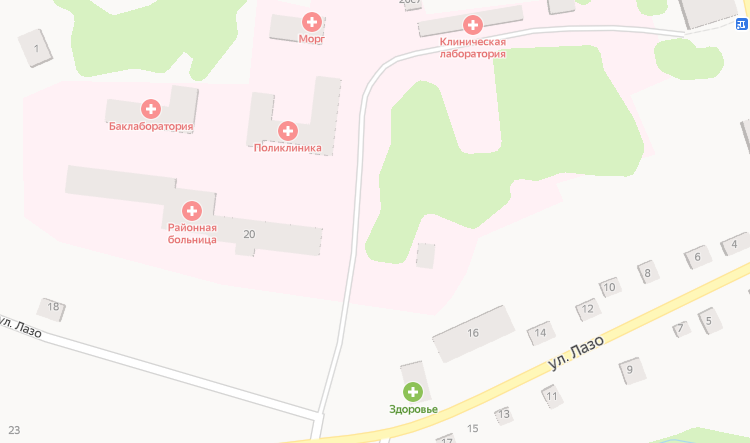 20с7
Морг
Клиническая
лаборатория
1
Баклаборатория
Поликлиника
Районная
больница
20
4
6
8
10
18
12
5
ул. Лазо
16
14
7
ул. Лазо
9
11
Здоровье
13
15
23
17